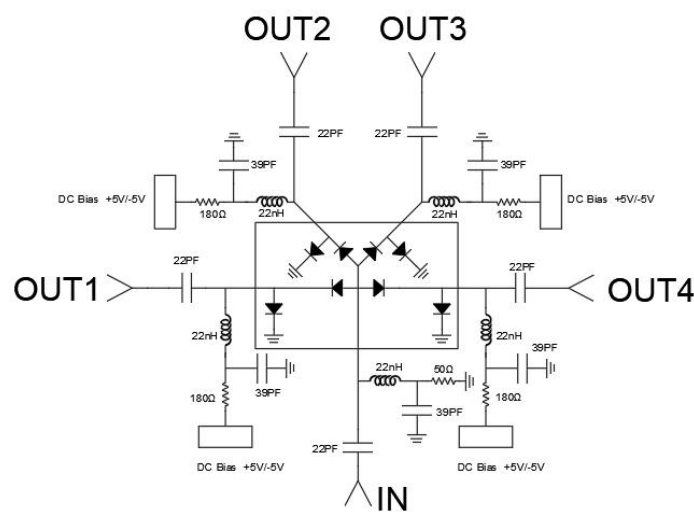 OUT2 OUT3
22PF 22PF
39PF 39PF
DC Bias +5V/-5V DC Bias +5V/-5V
180Ω 22nH 22nH 180Ω
22PF 22PF
OUT1 OUT4
22nH 22nH
22nH 50Ω 39PF
180Ω 39PF 39PF 180Ω
22PF
DC Bias +5V/-5V DC Bias +5V/-5V
IN